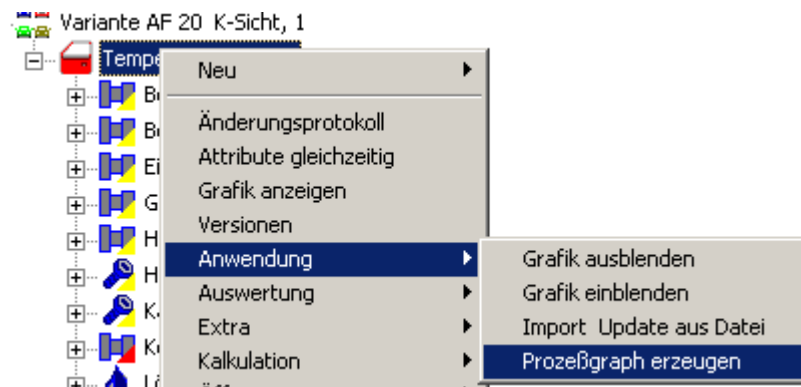 Variante AF 20 K-Sicht, 1
Neu
Änderungsprotokoll
Attribute gleichzeitig
Grafik anzeigen
Versionen
Anwendung
Grafik ausblenden
Auswertung
Grafik einblenden
Extra
Import Update aus Datei
Kalkulation
Prozeßgraph erzeugen